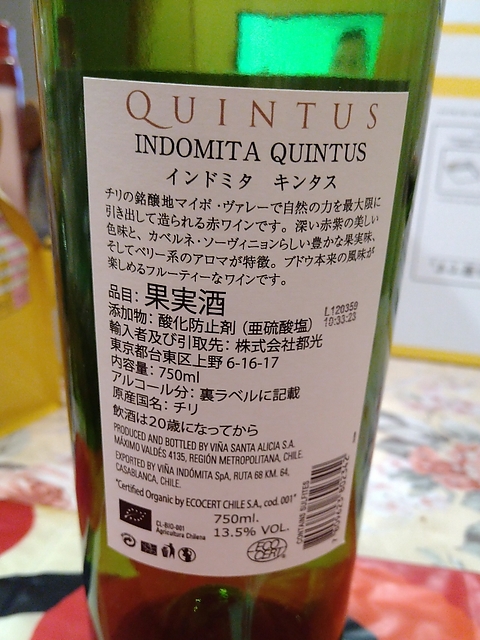 QUINTUS
INDOMITA QUINTUS
インドミタ キンタス
チリの銘醸地マイポ・ヴァレーで自然の力を最大限に
引き出して造られる赤ワインです。深い赤紫の美しい
色味と、カベルネ・ソーヴィニョンらしい豊かな果実味、
そしてベリー系のアロマが特徴。ブドウ本来の風味が
楽しめるフルーティーなワインです。
品目: 果実酒
添加物: 酸化防止剤 (亜硫酸塩)
L120359
10:33:23
輸入者及び引取先: 株式会社都光
東京都台東区上野 6-16-17
内容量: 750ml
アルコール分: 裏ラベルに記載
原産国名: チリ
飲酒は20歳になってから
PRODUCED AND BOTTLED BY VIÑA SANTA ALICIA S.A.
MÁXIMO VALDÉS 4135, REGIÓN METROPOLITANA, CHILE.
EXPORTED BY VIÑA INDÓMITA SpA, RUTA 68 KM. 64,
CASABLANCA, CHILE.
"Certified Organic by ECOCERT CHILE S.A., cod. 001"
CL-BIO-001
Agricultura Chilena
750ml.
13.5% VOL.
ECO
CERT
CONTAINS SULFITES